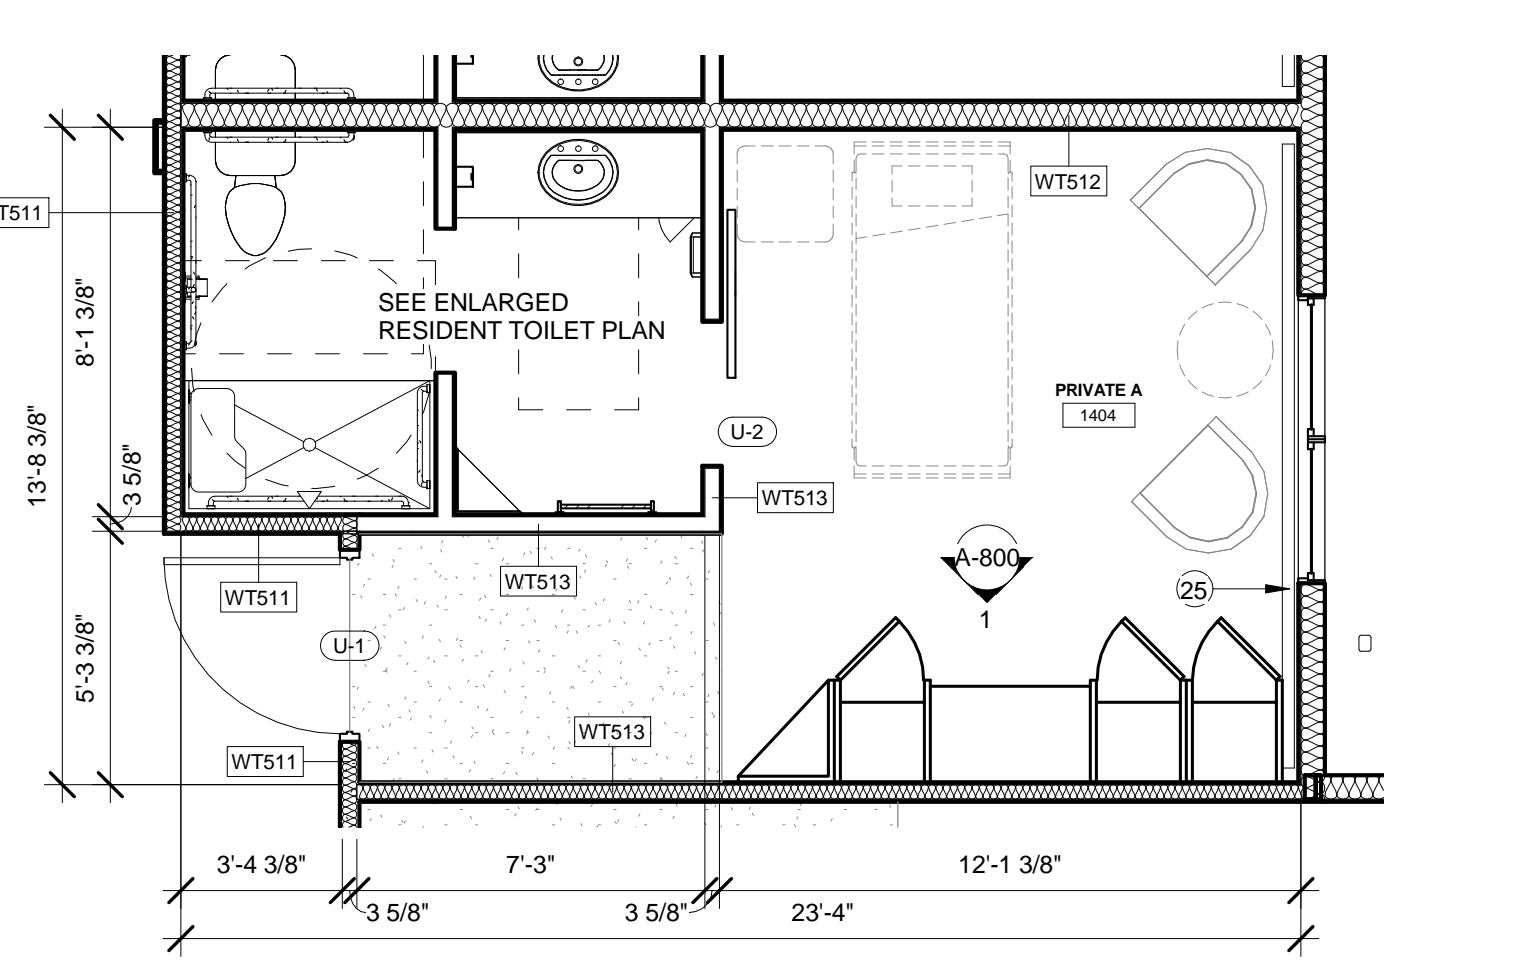 WT512
T511
SEE ENLARGED
RESIDENT TOILET PLAN
8'-1 3/8"
PRIVATE A
1404
U-2
13'-8 3/8"
3 5/8"
WT513
A-800
1
25
WT513
WT511
U-1
5'-3 3/8"
WT513
WT511
3'-4 3/8"
7'-3"
12'-1 3/8"
3 5/8"
3 5/8"
23'-4"